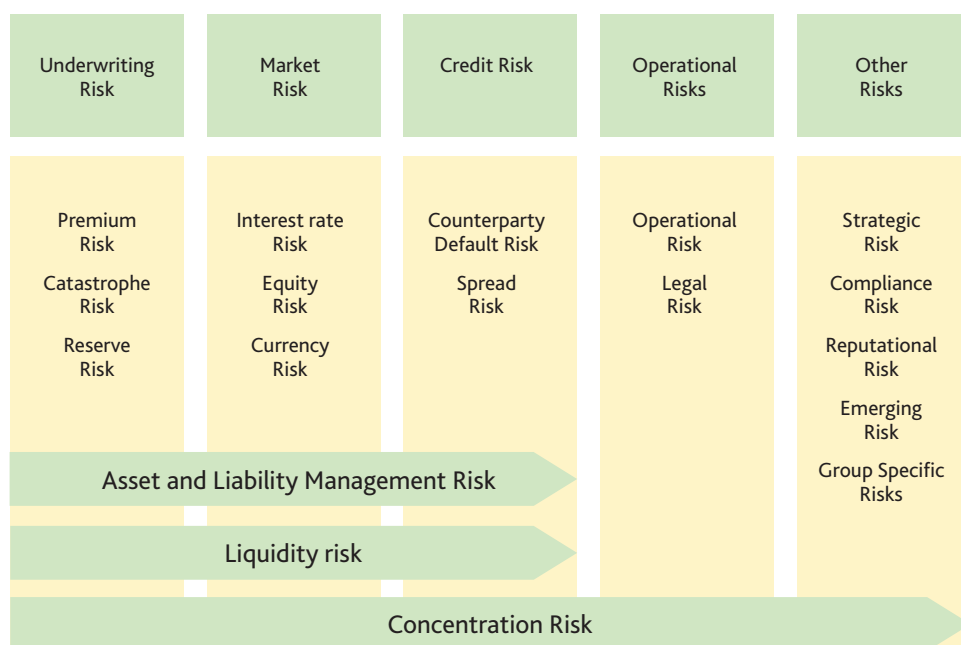 Underwriting
Risk
Market
Risk
Credit Risk
Operational
Risks
Other
Risks
Premium
Risk
Catastrophe
Risk
Reserve
Risk
Interest rate
Risk
Equity
Risk
Currency
Risk
Counterparty
Default Risk
Spread
Risk
Operational
Risk
Legal
Risk
Strategic
Risk
Compliance
Risk
Reputational
Risk
Emerging
Risk
Group Specific
Risks
Asset and Liability Management Risk
Liquidity risk
Concentration Risk